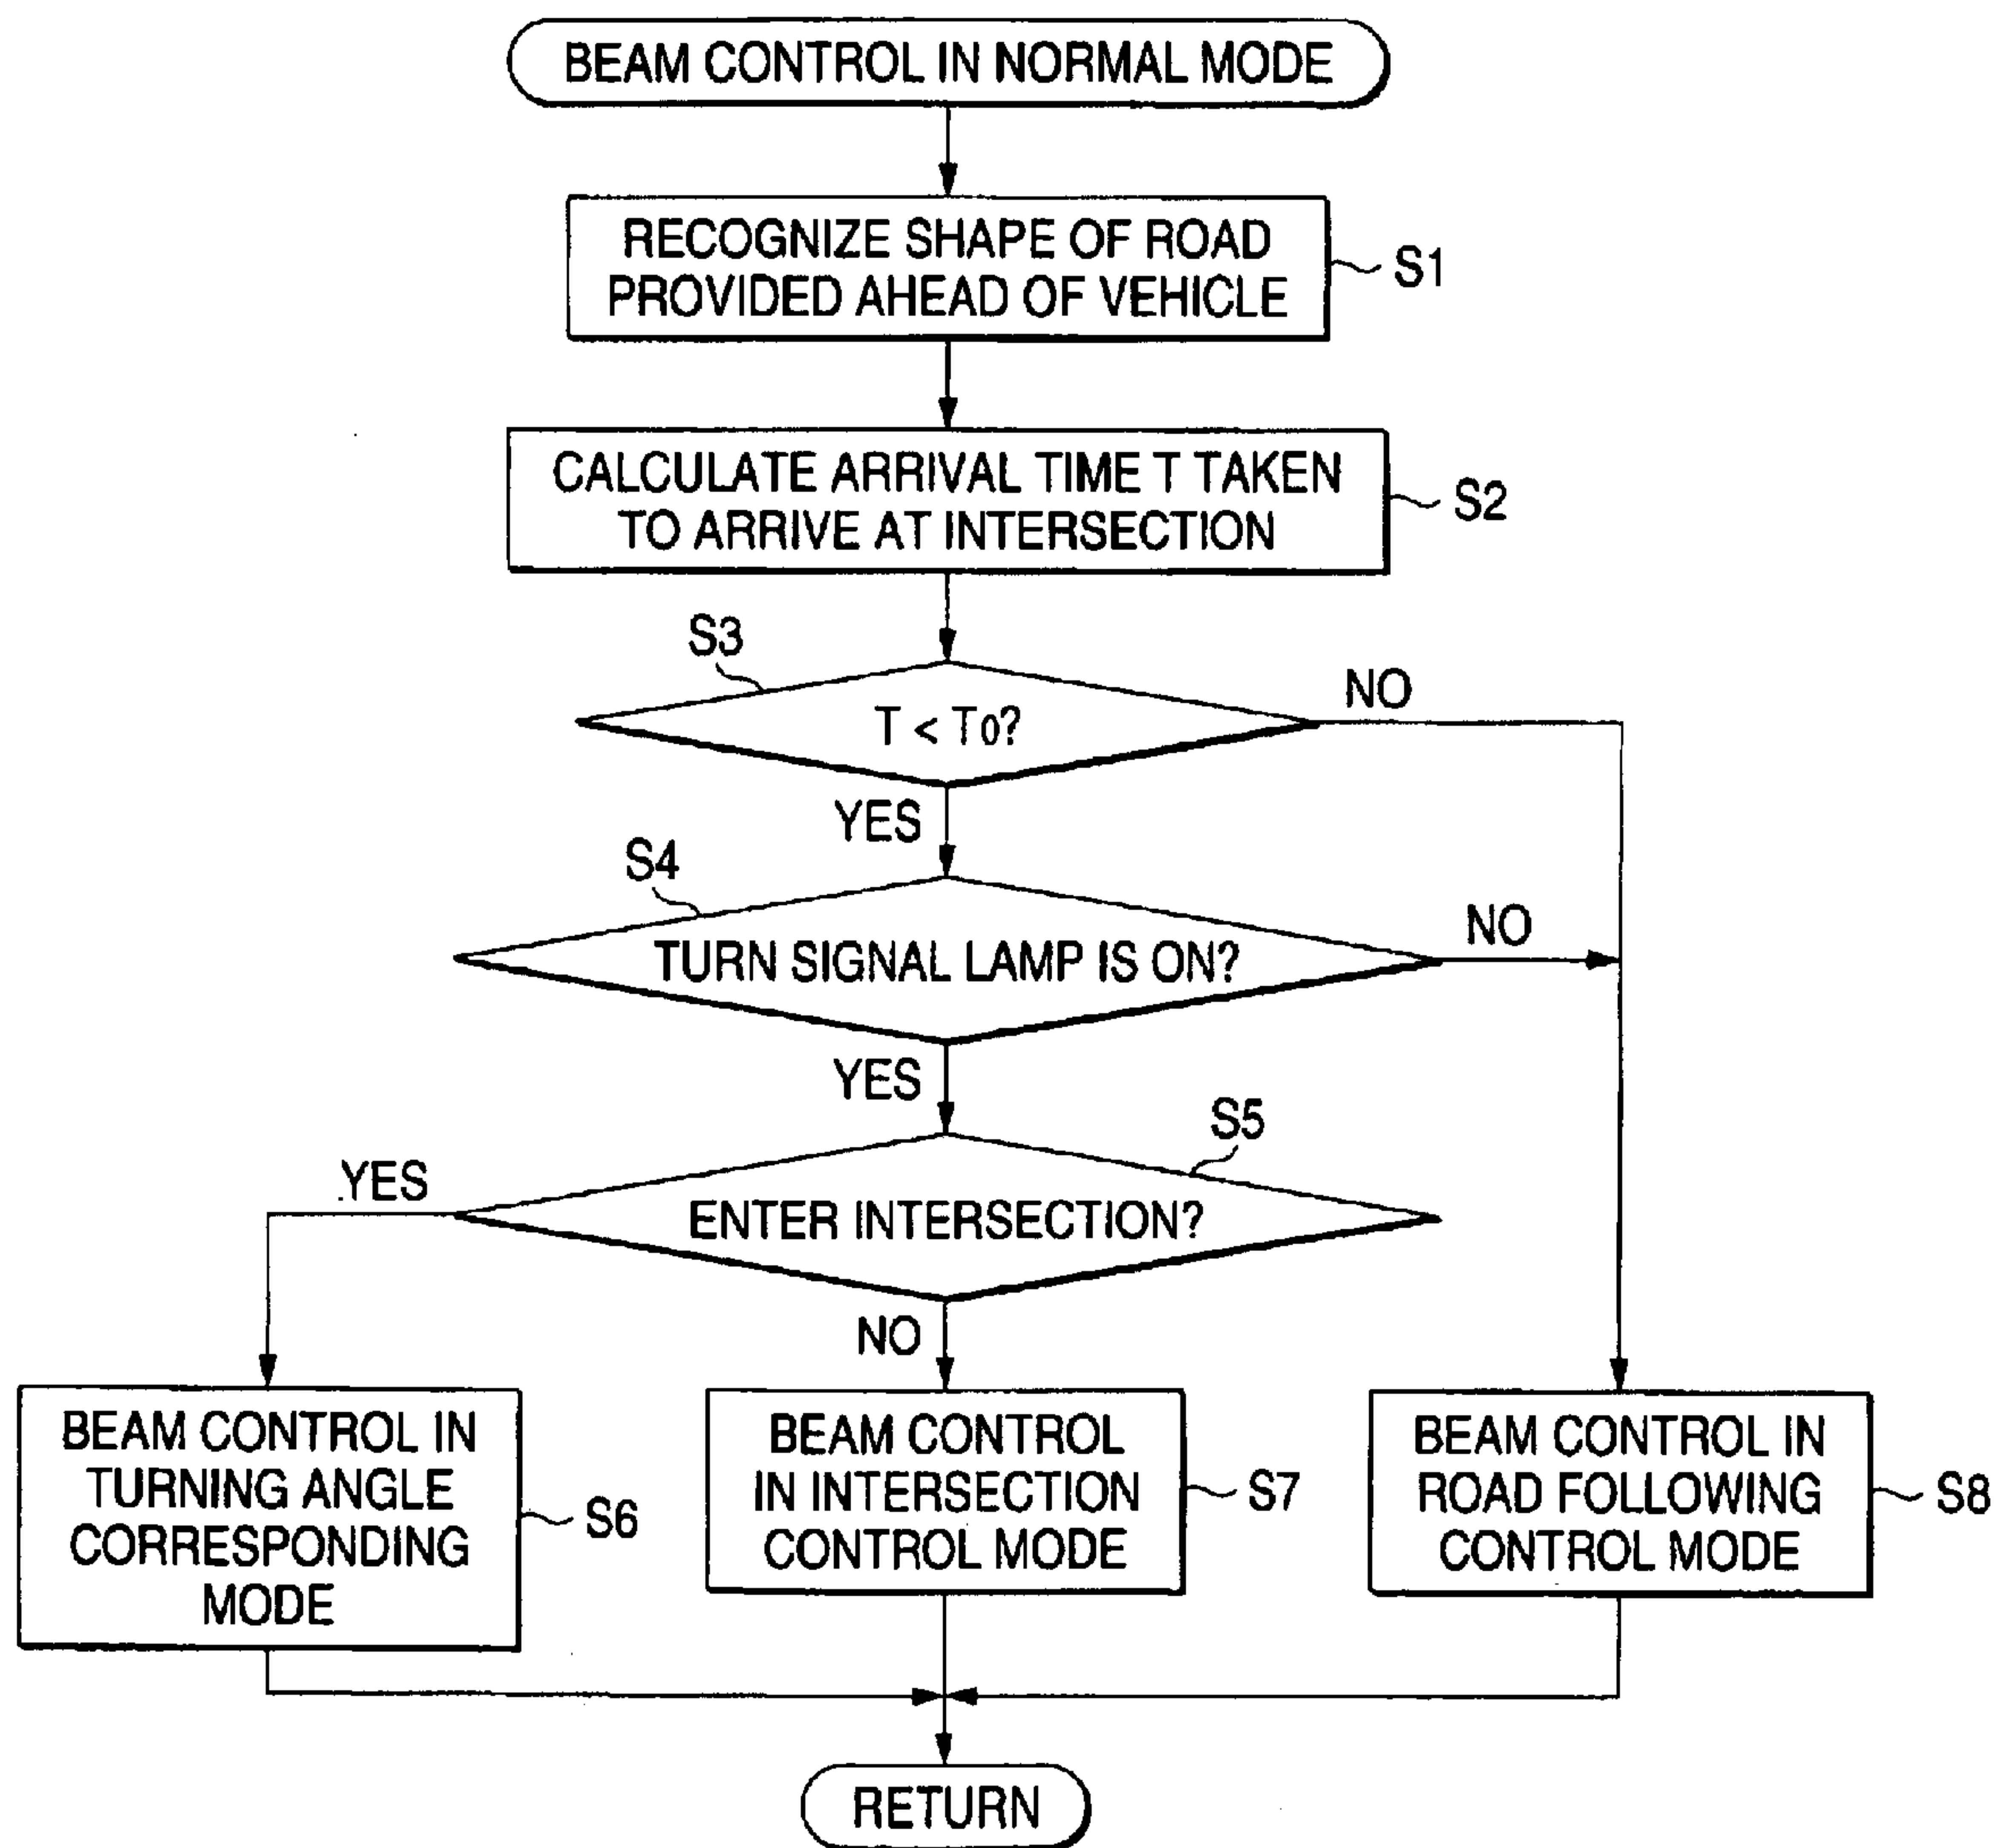 BEAM CONTROL IN NORMAL MODE
RECOGNIZE SHAPE OF ROAD
PROVIDED AHEAD OF VEHICLE
S1
CALCULATE ARRIVAL TIME T TAKEN
TO ARRIVE AT INTERSECTION
S2
S3
T < T0?
NO
YES
S4
TURN SIGNAL LAMP IS ON?
NO
YES
S5
ENTER INTERSECTION?
YES
NO
BEAM CONTROL IN
TURNING ANGLE
CORRESPONDING
MODE
S6
BEAM CONTROL
IN INTERSECTION
CONTROL MODE
S7
BEAM CONTROL IN
ROAD FOLLOWING
CONTROL MODE
S8
RETURN